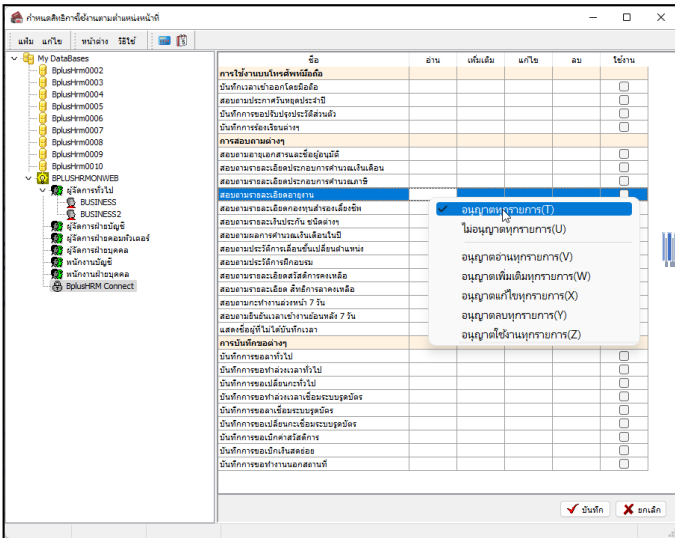 กำหนดสิทธิการใช้งานตามตำแหน่งหน้าที่
แฟ้ม แก้ไข หน้าต่าง วิธีใช้
My DataBases
BplusHrm0002
BplusHrm0003
BplusHrm0004
BplusHrm0005
BplusHrm0006
BplusHrm0007
BplusHrm0008
BplusHrm0009
BplusHrm0010
BPLUSHRMONWEB
ผู้จัดการทั่วไป
BUSINESS
BUSINESS2
ผู้จัดการฝ่ายบัญชี
ผู้จัดการฝ่ายคอมพิวเตอร์
ผู้จัดการฝ่ายบุคคล
พนักงานบัญชี
พนักงานฝ่ายบุคคล
BplusHRM Connect
ชื่อ อ่าน เพิ่มเติม แก้ไข ลบ ใช้งาน
การใช้งานบนโทรศัพท์มือถือ
บันทึกเวลาเข้าออกโดยมือถือ
สอบถามประกาศวันหยุดประจำปี
บันทึกการขอปรับปรุงประวัติส่วนตัว
บันทึกการร้องเรียนต่างๆ
การสอบถามต่างๆ
สอบถามอายุเอกสารและชื่อผู้อนุมัติ
สอบถามรายละเอียดประกอบการคำนวณเงินเดือน
สอบถามรายละเอียดประกอบการคำนวณภาษี
สอบถามรายละเอียดอายุงาน
สอบถามรายละเอียดกองทุนสำรองเลี้ยงชีพ
สอบถามรายละเงินประกัน ชนิดต่างๆ
สอบถามผลการคำนวณเงินเดือนในปี
สอบถามประวัติการเลื่อนขั้นเปลี่ยนตำแหน่ง
สอบถามประวัติการฝึกอบรม
สอบถามรายละเอียดสวัสดิการคงเหลือ
สอบถามรายละเอียด สิทธิการลาคงเหลือ
สอบถามกะทำงานล่วงหน้า 7 วัน
สอบถามยืนยันเวลาเข้างานย้อนหลัง 7 วัน
แสดงชื่อผู้ที่ไม่ได้บันทึกเวลา
การบันทึกขอต่างๆ
บันทึกการขอลาทั่วไป
บันทึกการขอทำล่วงเวลาทั่วไป
บันทึกการขอเปลี่ยนกะทั่วไป
บันทึกการขอทำล่วงเวลาเชื่อมระบบรูดบัตร
บันทึกการขอลาเชื่อมระบบรูดบัตร
บันทึกการขอเปลี่ยนกะเชื่อมระบบรูดบัตร
บันทึกการขอเบิกค่าสวัสดิการ
บันทึกการขอเบิกเงินสดย่อย
บันทึกการขอทำงานนอกสถานที่
อนุญาตทุกรายการ(T)
ไม่อนุญาตทุกรายการ(U)
อนุญาตอ่านทุกรายการ(V)
อนุญาตเพิ่มเติมทุกรายการ(W)
อนุญาตแก้ไขทุกรายการ(X)
อนุญาตลบทุกรายการ(Y)
อนุญาตใช้งานทุกรายการ(Z)
บันทึก ยกเลิก